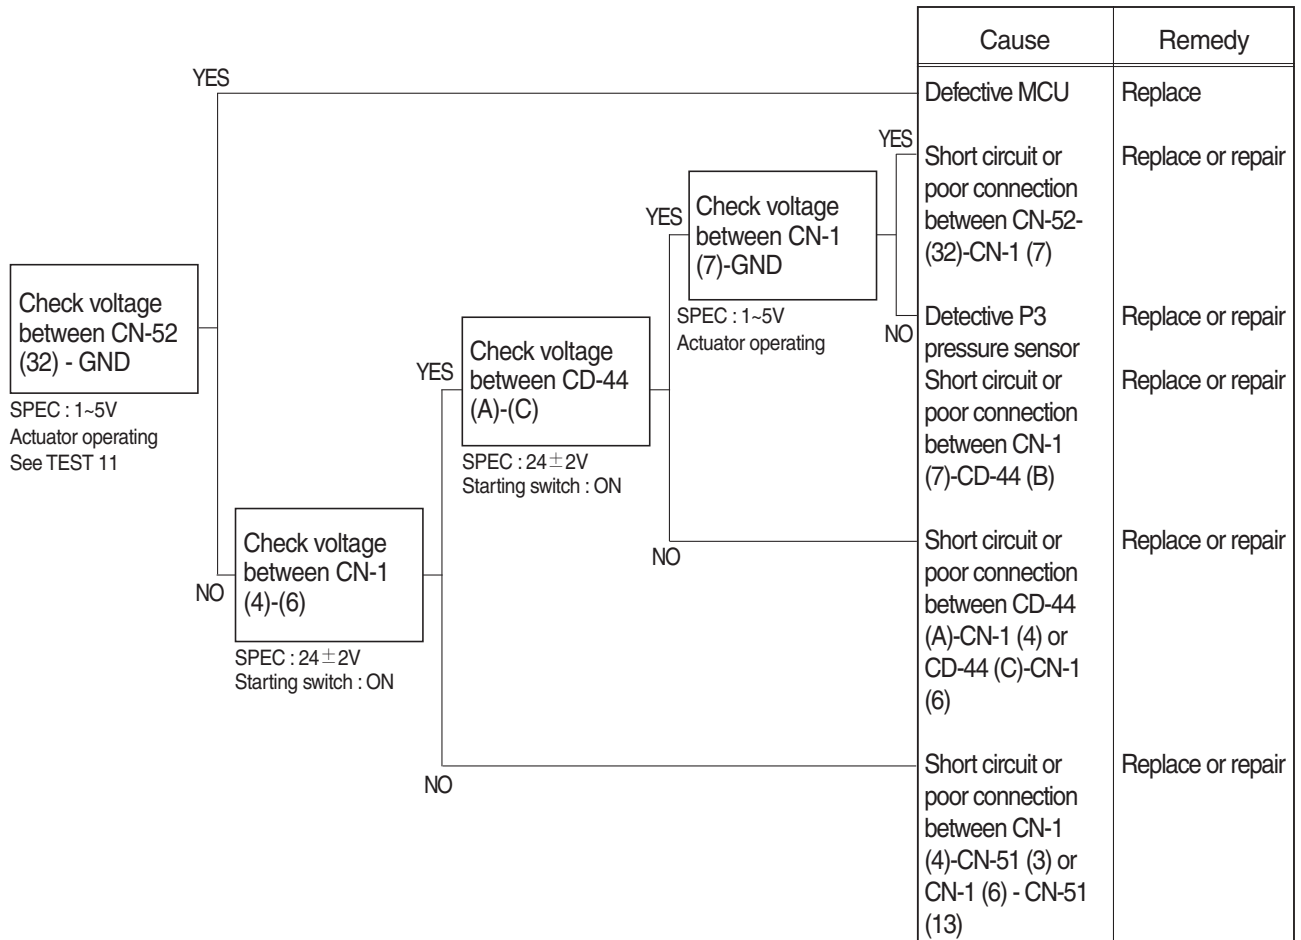 Cause
Remedy
YES
Defective MCU
Replace
YES
Short circuit or
poor connection
between CN-52-
(32)-CN-1 (7)
Replace or repair
YES
Check voltage
between CN-1
(7)-GND
SPEC : 1~5V
Actuator operating
NO
Detective P3
pressure sensor
Replace or repair
Short circuit or
poor connection
between CN-1
(7)-CD-44 (B)
Replace or repair
Check voltage
between CN-52
(32) - GND
SPEC : 1~5V
Actuator operating
See TEST 11
YES
Check voltage
between CD-44
(A)-(C)
SPEC : 24±2V
Starting switch : ON
NO
Short circuit or
poor connection
between CD-44
(A)-CN-1 (4) or
CD-44 (C)-CN-1
(6)
Replace or repair
NO
Check voltage
between CN-1
(4)-(6)
SPEC : 24±2V
Starting switch : ON
NO
Short circuit or
poor connection
between CN-1
(4)-CN-51 (3) or
CN-1 (6) - CN-51
(13)
Replace or repair